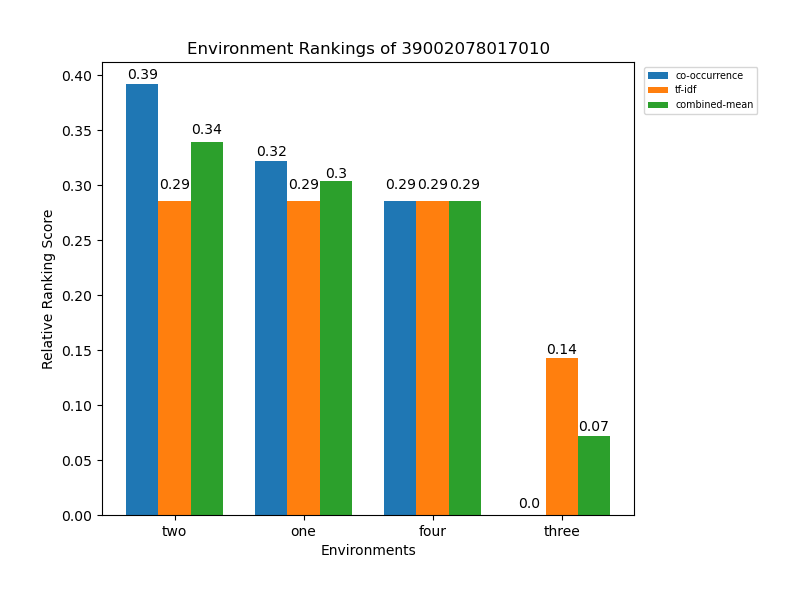 Environment Rankings of 39002078017010
co-occurrence
tf-idf
combined-mean
Relative Ranking Score
0.40
0.35
0.30
0.25
0.20
0.15
0.10
0.05
0.00
0.39
0.29
0.34
0.32
0.29
0.3
0.29
0.29
0.29
0.0
0.14
0.07
two
one
four
three
Environments